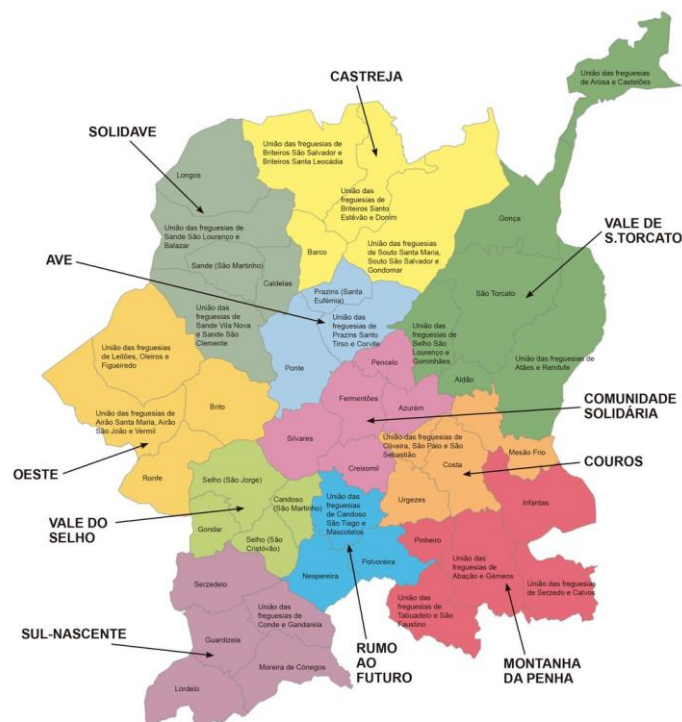 União das freguesias
de Arosa e Castelões
CASTREJA
SOLIDAVE
União das freguesias de
Briteiros São Salvador e
Briteiros Santa Leocádia
Longos
União das
freguesias de
Briteiros Santo
Estêvão e Donim
Gonça
VALE DE
S.TORCATO
União das freguesias de
Sande São Lourenço e
Balazar
Barco
União das freguesias
de Souto Santa Maria,
Souto São Salvador e
Gondomar
AVE
Sande (São Martinho)
Caldelas
Prazins (Santa
Eufémia)
São Torcato
União das
freguesias de
Sande Vila Nova
e Sande São
Clemente
União das
freguesias de
Prazins Santo
Tirso e Corvite
União das
freguesias de
Selho São
Lourenço e
Gominhães
União das freguesias
de Leitões, Oleiros e
Figueiredo
Ponte
Pencelo
União das freguesias de
Atães e Rendufe
Aldão
Fermentões
Azurém
COMUNIDADE
SOLIDÁRIA
União das freguesias de
Airão Santa Maria, Airão
São João e Vermil
Brito
Silvares
União das freguesias de
Oliveira, São Paio e São
Sebastião
Mesão Frio
Costa
COUROS
OESTE
Ronfe
Creixomil
Selho (São Jorge)
Urgezes
Infantas
VALE DO
SELHO
Candoso
(São Martinho)
União das
freguesias
de Candoso
São Tiago e
Mascotelos
Gondar
Selho (São
Cristóvão)
Pinheiro
Polvoreira
União das
freguesias de
Abação e Gémeos
Serzedelo
Nespereira
União das freguesias
de Serzedo e Calvos
União das
freguesias de
Conde e Gandarela
União das
freguesias de
Tabuadelo e São
Faustino
SUL-NASCENTE
Guardizela
RUMO
AO
FUTURO
MONTANHA
DA PENHA
Moreira de Cónegos
Lordelo